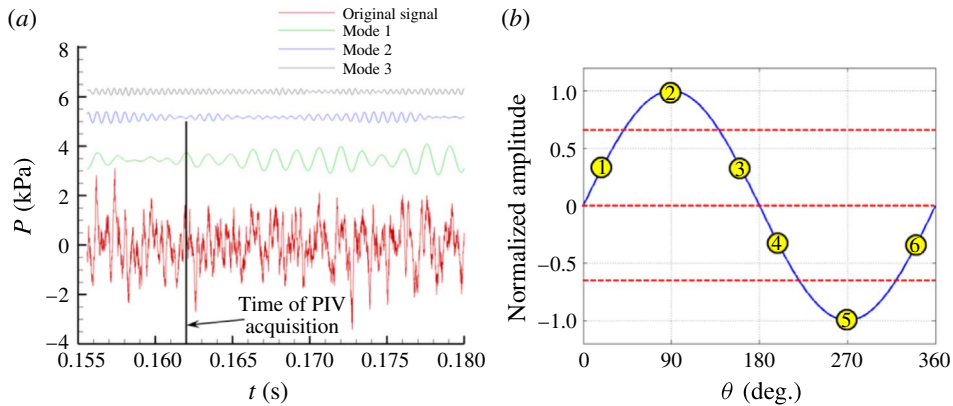 (a)
Original signal
Mode 1
Mode 2
Mode 3
8
6
4
2
0
−2
−4
P (kPa)
Time of PIV
acquisition
0.155 0.160 0.165 0.170 0.175 0.180
t (s)
(b)
1.0
0.5
0
−0.5
−1.0
Normalized amplitude
1
2
3
4
5
6
0 90 180 270 360
θ (deg.)